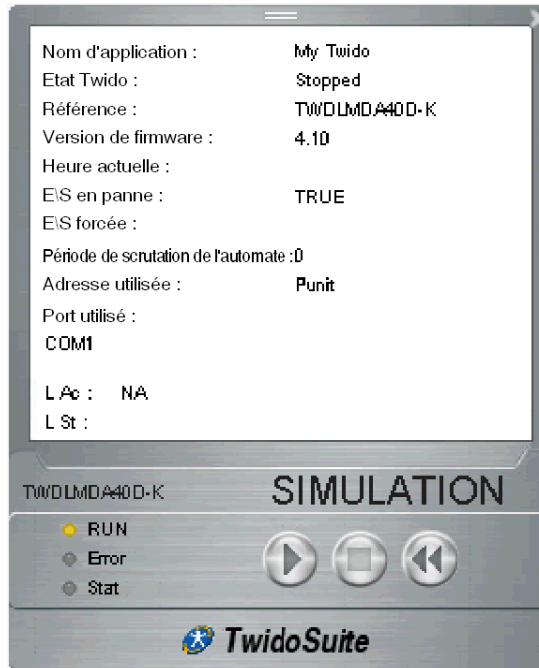 Nom d'application : My Twido
Etat Twido : Stopped
Référence : TWDLMDA40D-K
Version de firmware : 4.10
Heure actuelle :
E\S en panne : TRUE
E\S forcée :
Période de scrutation de l'automate :0
Adresse utilisée : Punit
Port utilisé :
COM1
L Ac : NA
L St :
TWDLMDA40D-K SIMULATION
RUN
Error
Stat
TwidoSuite